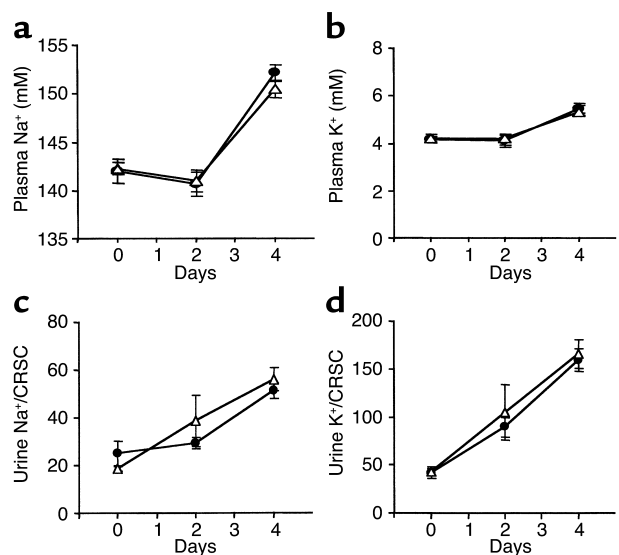 a
Plasma Na⁺ (mM)
155
150
145
140
135
0 1 2 3 4
Days
b
Plasma K⁺ (mM)
8
6
4
2
0
0 1 2 3 4
Days
c
Urine Na⁺/CRSC
80
60
40
20
0
0 1 2 3 4
Days
d
Urine K⁺/CRSC
200
150
100
50
0
0 1 2 3 4
Days